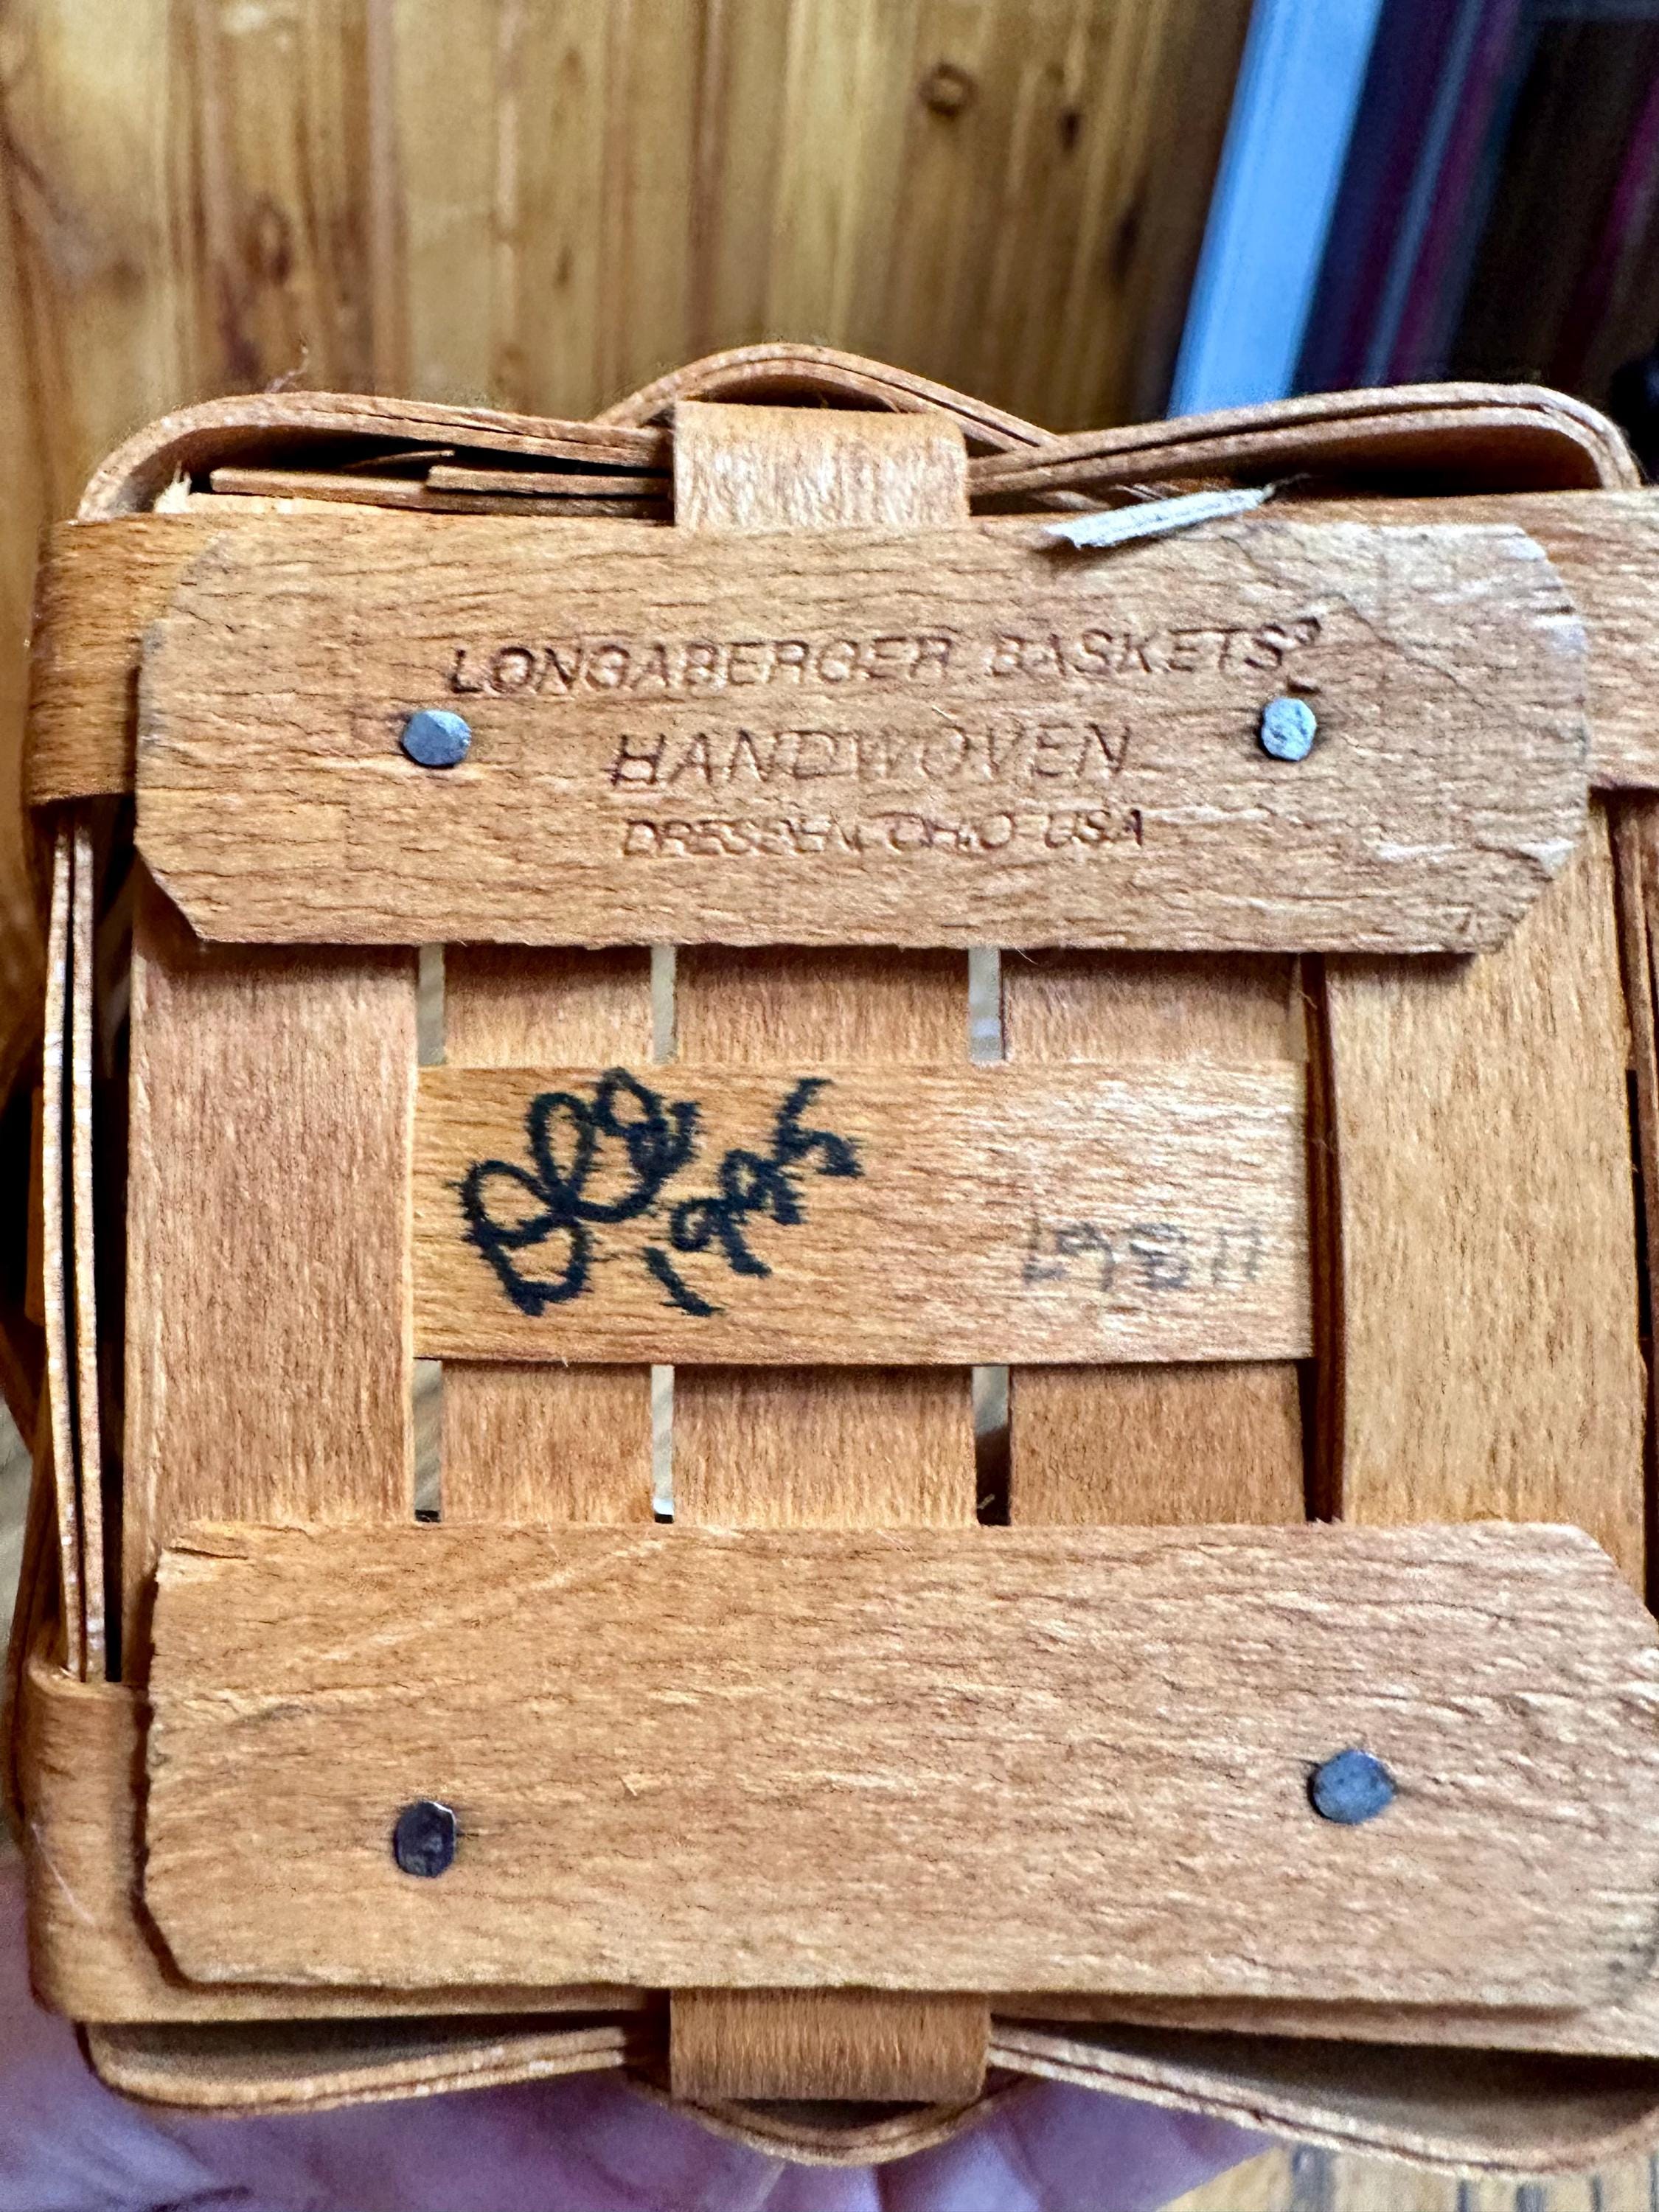 LONGABERGER BASKETS®
HANDWOVEN
DRESDEN, OHIO USA
1995